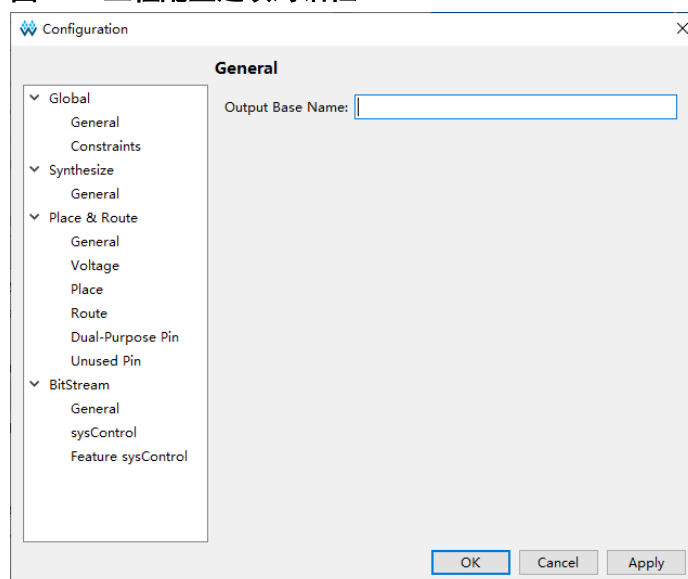 Configuration
General
Output Base Name:
Global
General
Constraints
Synthesize
General
Place & Route
General
Voltage
Place
Route
Dual-Purpose Pin
Unused Pin
BitStream
General
sysControl
Feature sysControl
OK
Cancel
Apply